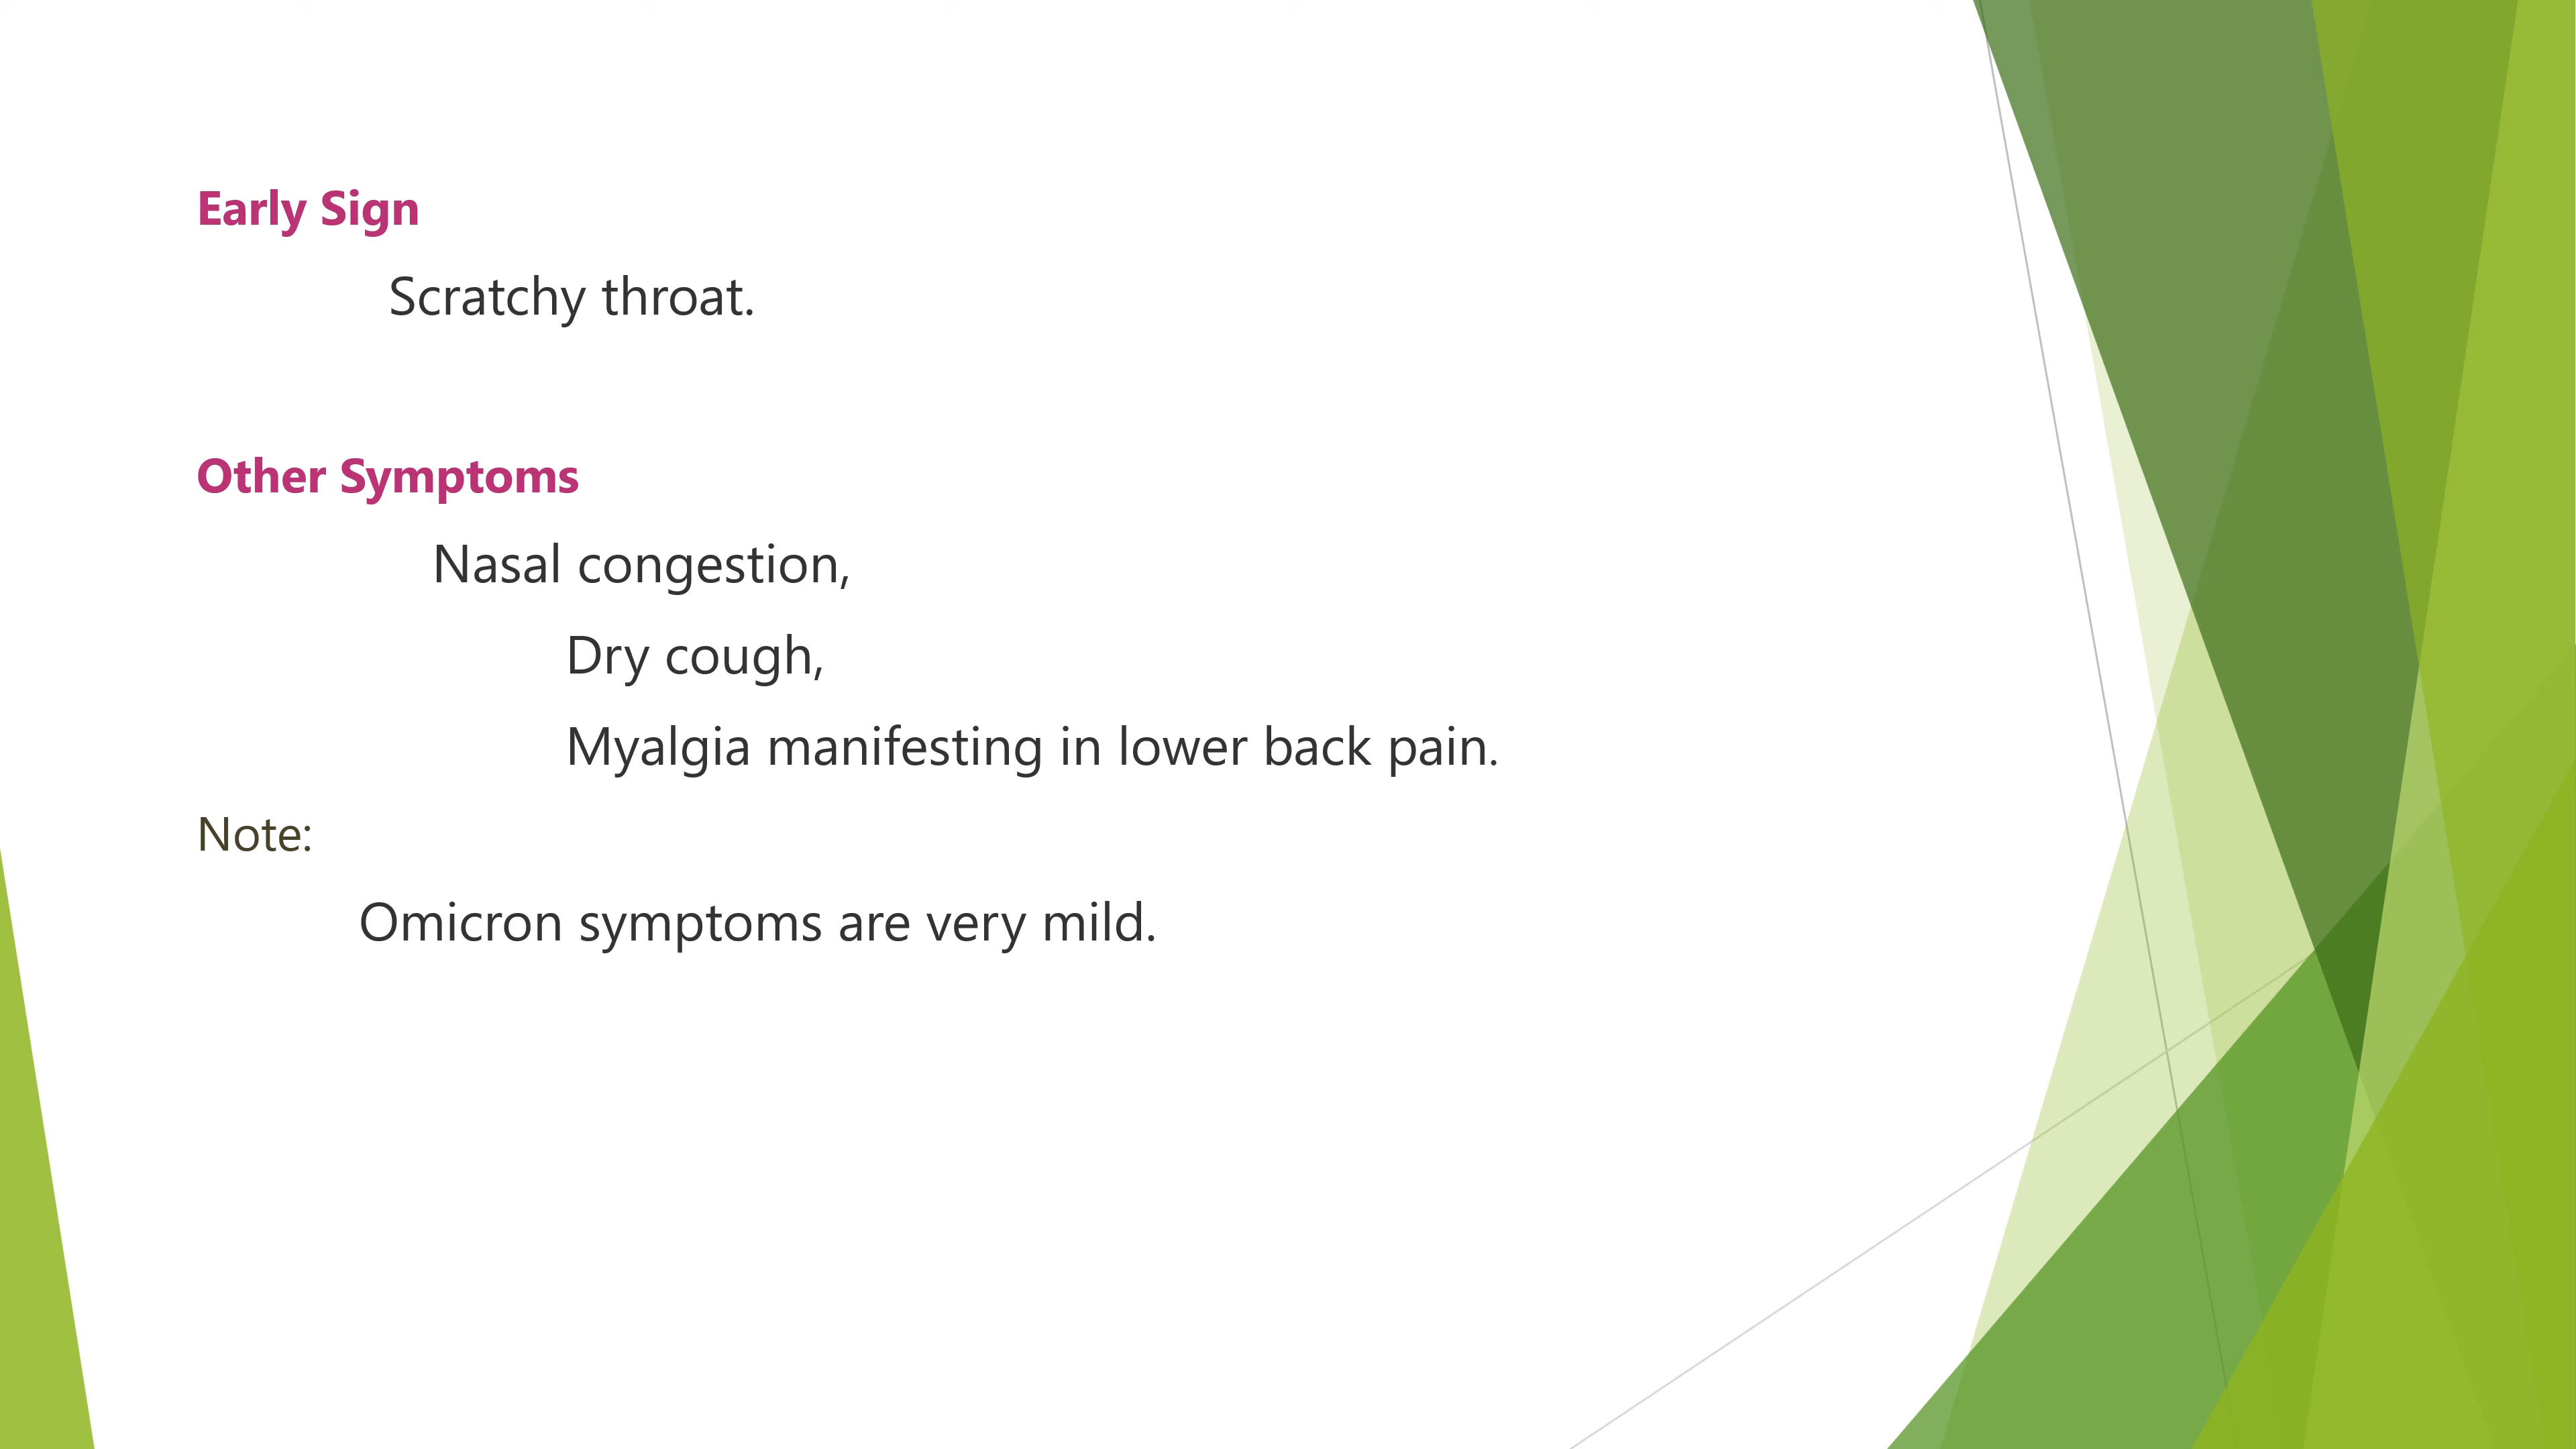 Early Sign
Scratchy throat.
Other Symptoms
Nasal congestion,
Dry cough,
Myalgia manifesting in lower back pain.
Note:
Omicron symptoms are very mild.